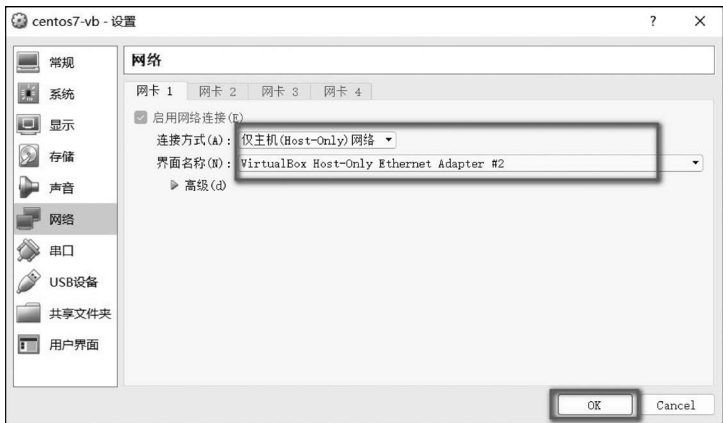 centos7-vb - 设置
?
常规
系统
显示
存储
声音
网络
串口
USB设备
共享文件夹
用户界面
网络
网卡 1 网卡 2 网卡 3 网卡 4
启用网络连接(E)
连接方式(A): 仅主机(Host-Only)网络
界面名称(N): VirtualBox Host-Only Ethernet Adapter #2
高级(d)
OK Cancel